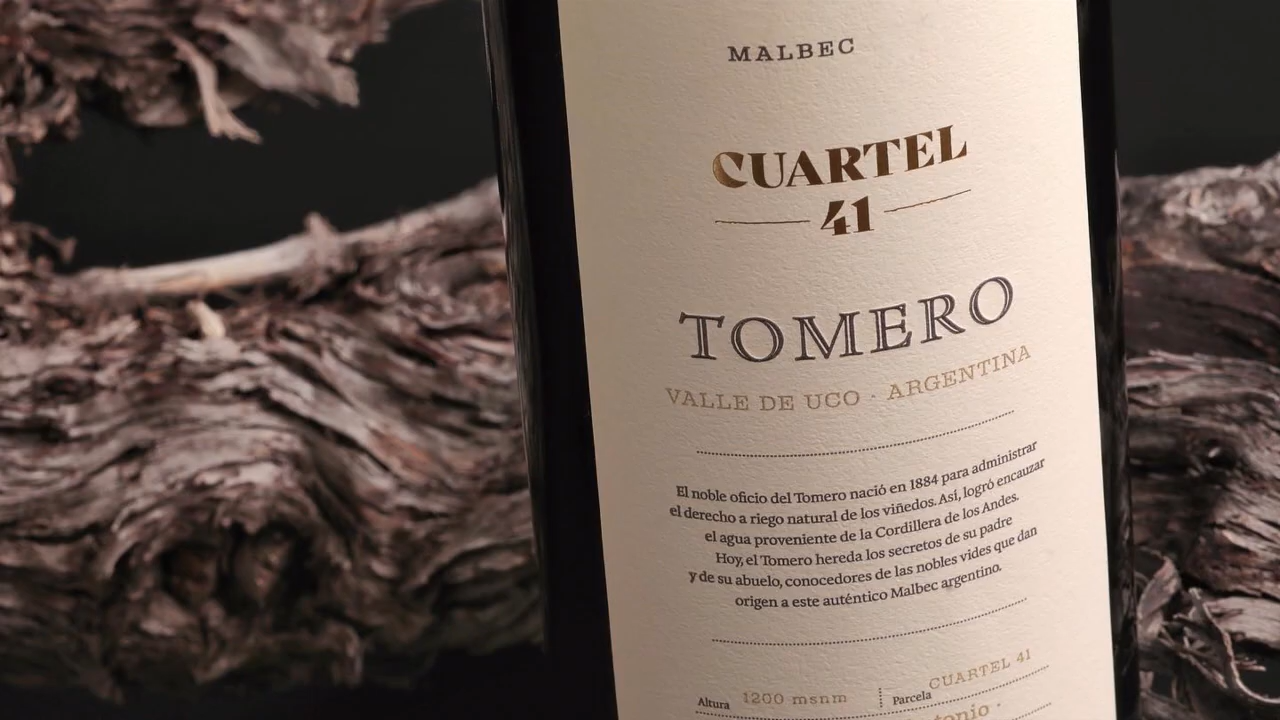 MALBEC
CUARTEL
41
TOMERO
VALLE DE UCO · ARGENTINA
El noble oficio del Tomero nació en 1884 para administrar
el derecho a riego natural de los viñedos. Así, logró encauzar
el agua proveniente de la Cordillera de los Andes.
Hoy, el Tomero hereda los secretos de su padre
y de su abuelo, conocedores de las nobles vides que dan
origen a este auténtico Malbec argentino.
Altura 1200 msnm Parcela CUARTEL 41